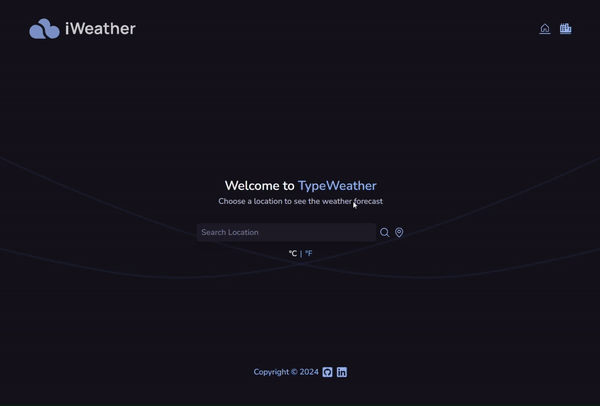 iWeather
Welcome to TypeWeather
Choose a location to see the weather forecast
Search Location
°C | °F
Copyright © 2024